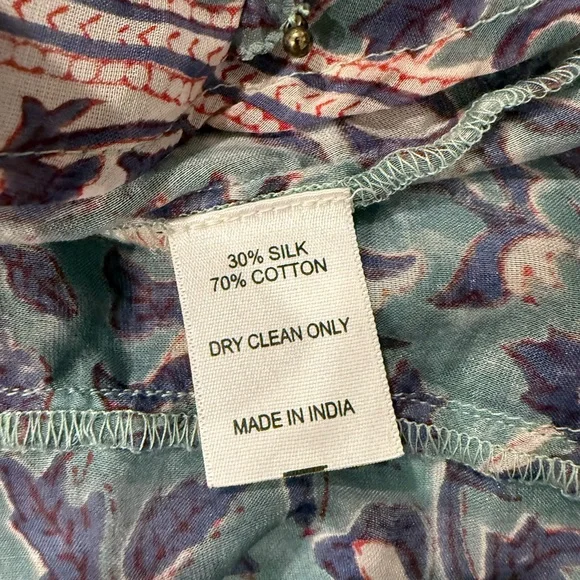 30% SILK
70% COTTON
DRY CLEAN ONLY
MADE IN INDIA